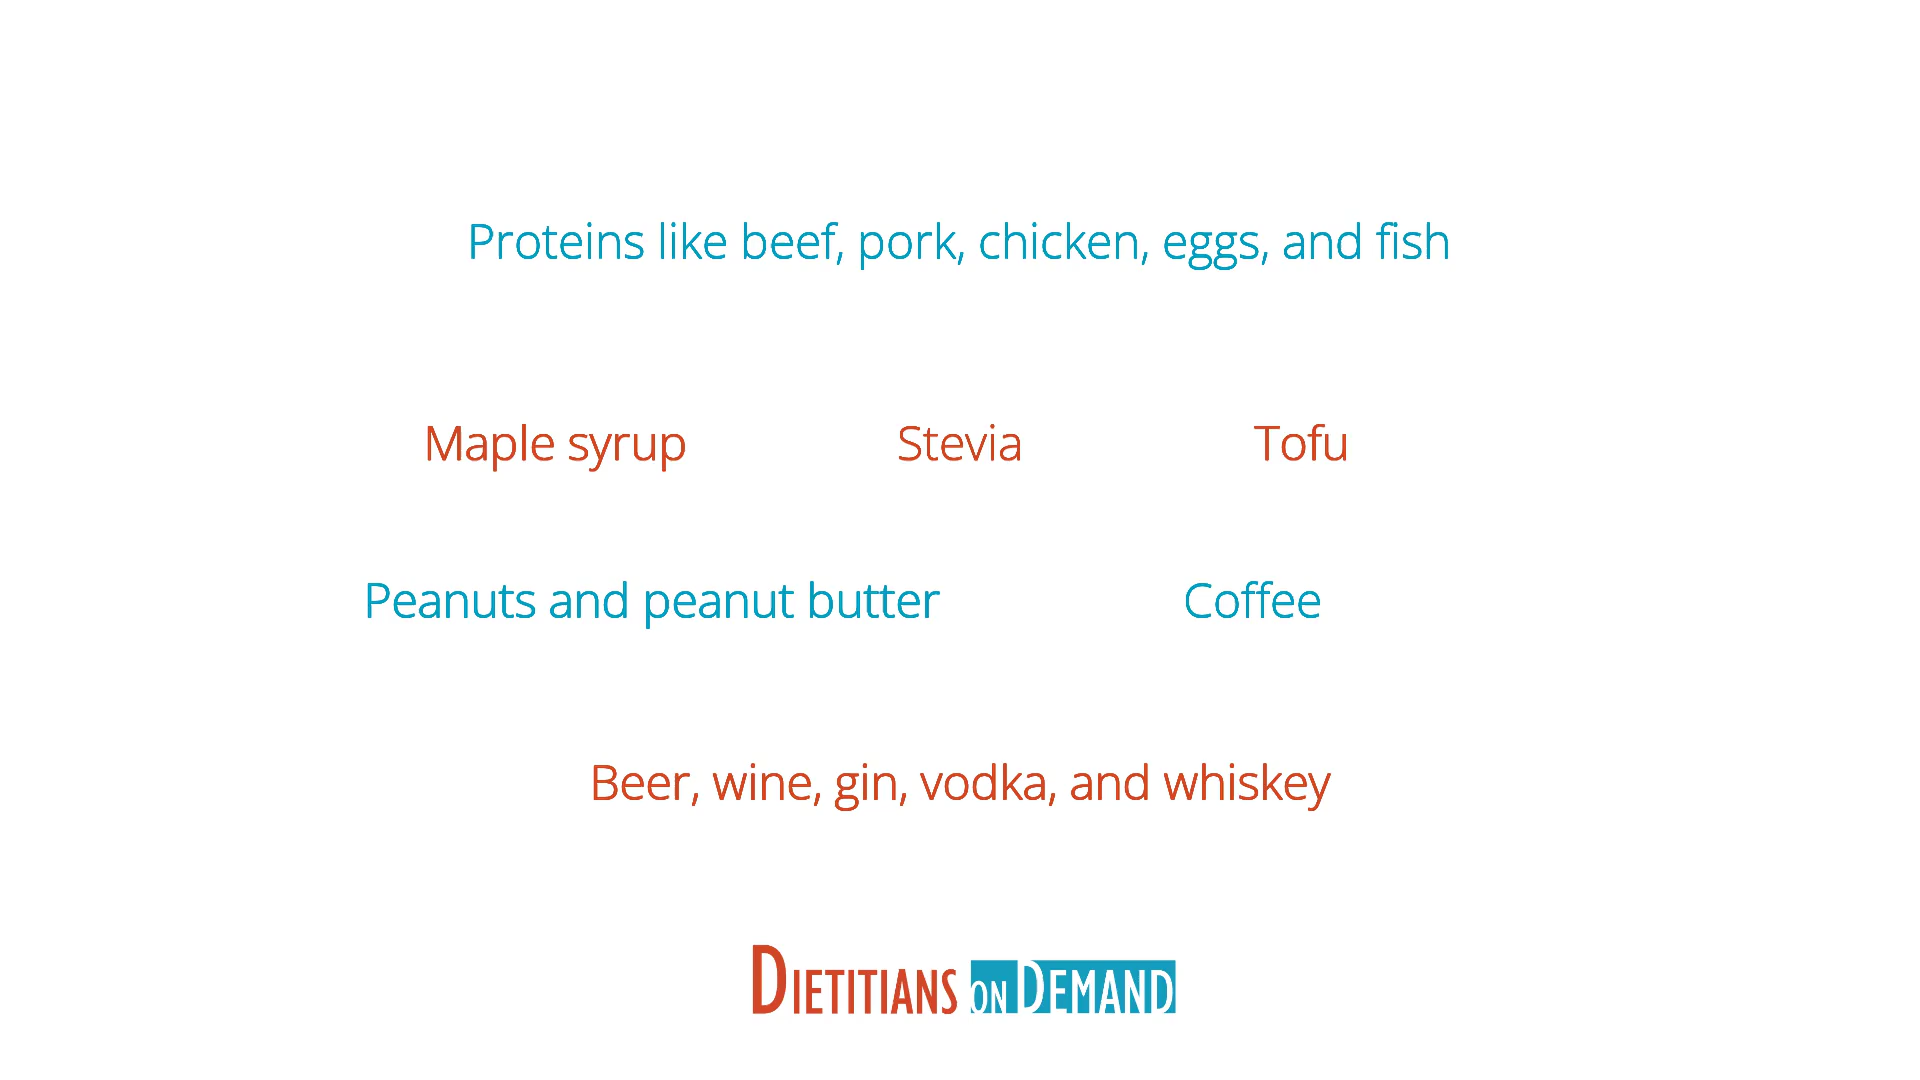 Proteins like beef, pork, chicken, eggs, and fish
Maple syrup Stevia Tofu
Peanuts and peanut butter Coffee
Beer, wine, gin, vodka, and whiskey
DIETITIANS ON DEMAND